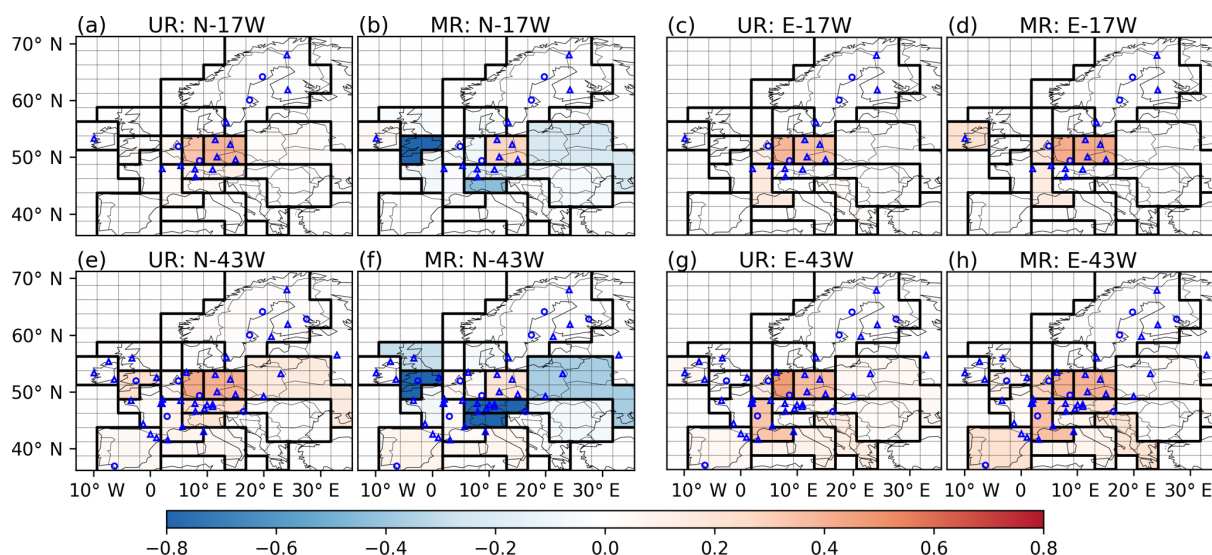 (a) UR: N-17W (b) MR: N-17W (c) UR: E-17W (d) MR: E-17W
70° N
60°
50°
40°
(e) UR: N-43W (f) MR: N-43W (g) UR: E-43W (h) MR: E-43W
70° N
60°
50°
40°
10° W 0 10° E 20° E 30° E 10° W 0 10° E 20° E 30° E 10° W 0 10° E 20° E 30° E 10° W 0 10° E 20° E 30° E
−0.8 −0.6 −0.4 −0.2 0.0 0.2 0.4 0.6 0.8